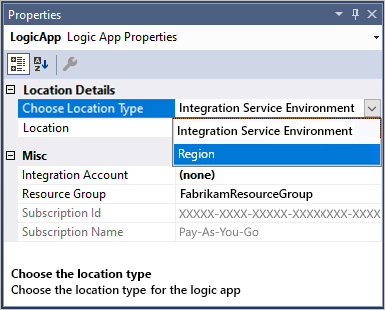 Properties
LogicApp Logic App Properties
Location Details
Choose Location Type Integration Service Environment
Integration Service Environment
Location
Region
Misc
Integration Account (none)
Resource Group FabrikamResourceGroup
Subscription Id XXXXX-XXXX-XXXXX-XXXXXXXX-XXXX
Subscription Name Pay-As-You-Go
Choose the location type
Choose the location type for the logic app